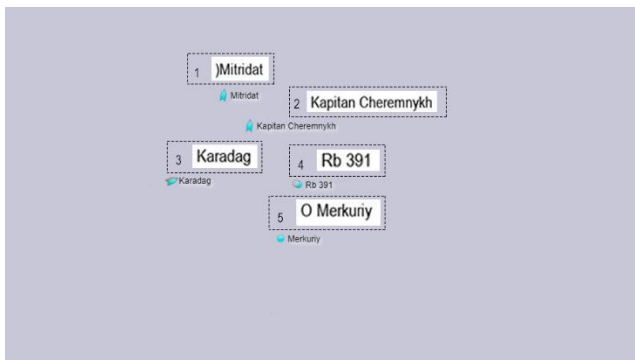 1 )Mitridat
Mitridat
2 Kapitan Cheremnykh
Kapitan Cheremnykh
3 Karadag
Karadag
4 Rb 391
Rb 391
5 O Merkuriy
Merkuriy